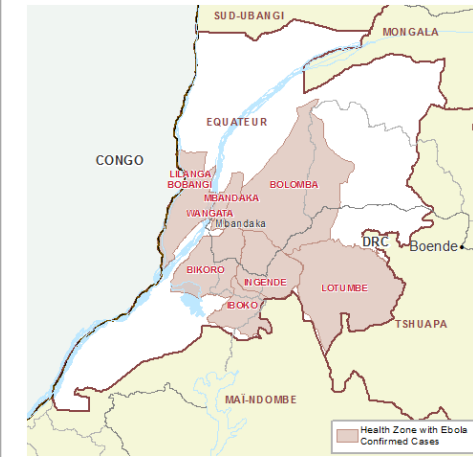 SUD-UBANGI
MONGALA
EQUATEUR
CONGO
LILANGA
BOBANGI
MBANDAKA
BOLOMBA
WANGATA
Mbandaka
DRC
Boende
BIKORO
INGENDE
LOTUMBE
IBOKO
TSHUAPA
MAÏ-NDOMBE
Health Zone with Ebola
Confirmed Cases